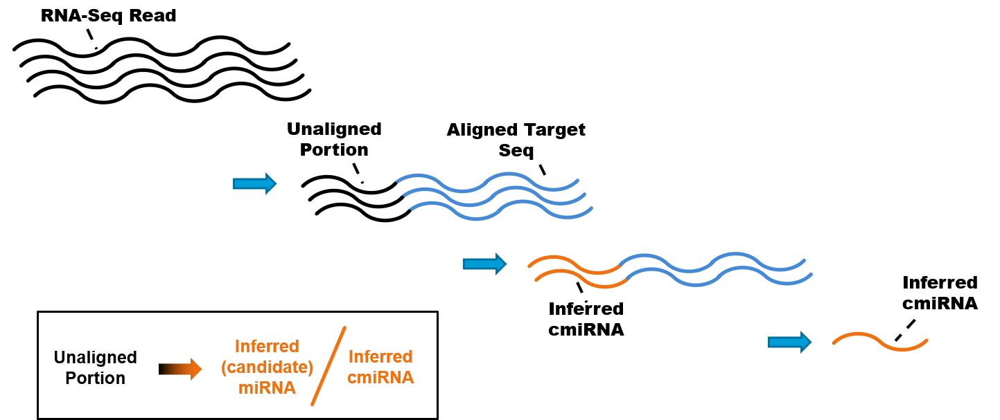 RNA-Seq Read
Unaligned
Portion
Aligned Target
Seq
Inferred
cmiRNA
Inferred
cmiRNA
Unaligned
Portion
Inferred
(candidate)
miRNA
Inferred
cmiRNA